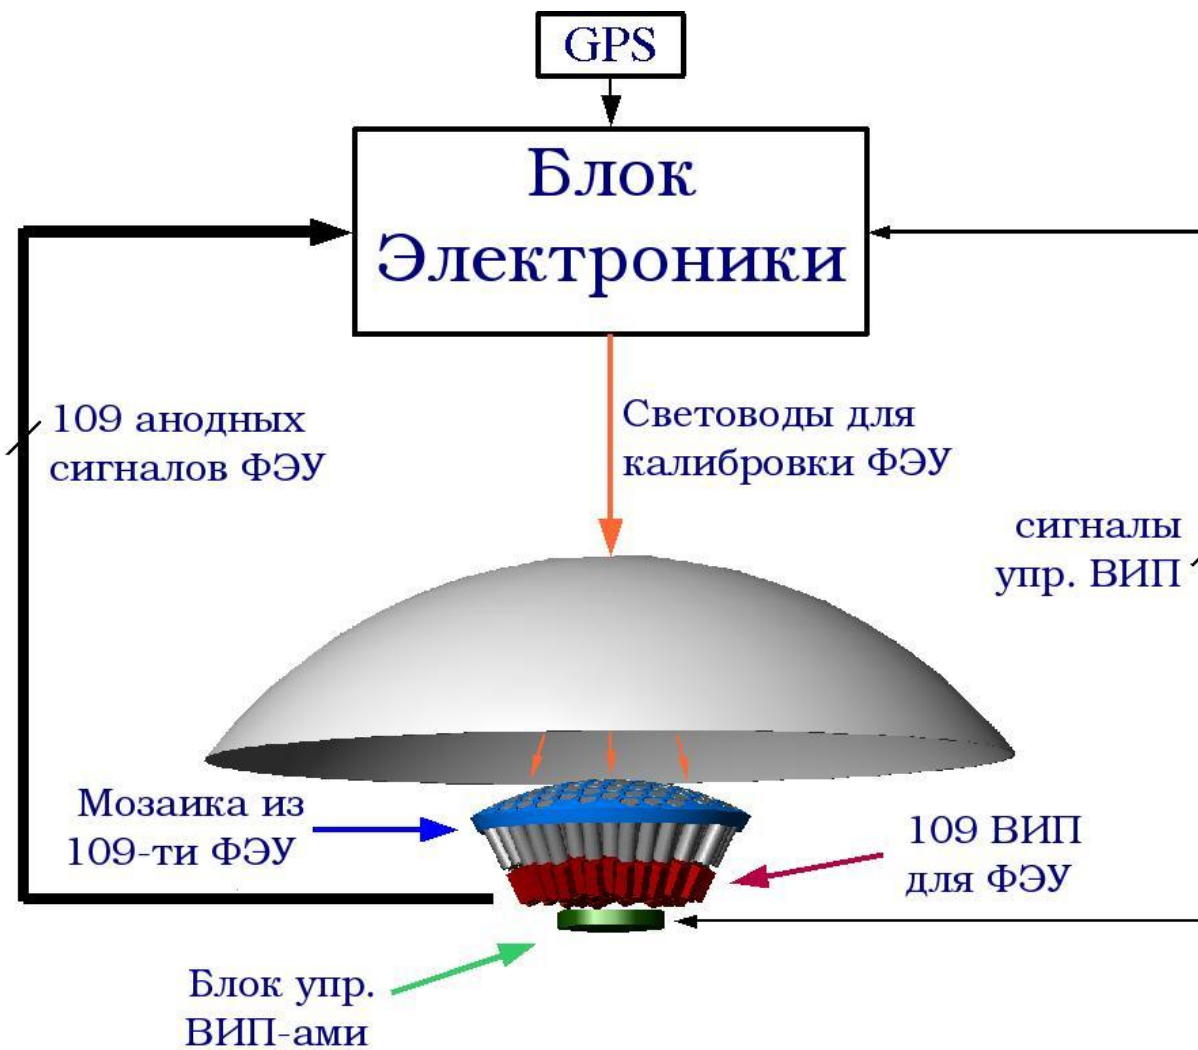 GPS
Блок
Электроники
109 анодных
сигналов ФЭУ
Световоды для
калибровки ФЭУ
сигналы
упр. ВИП
Мозаика из
109-ти ФЭУ
109 ВИП
для ФЭУ
Блок упр.
ВИП-ами